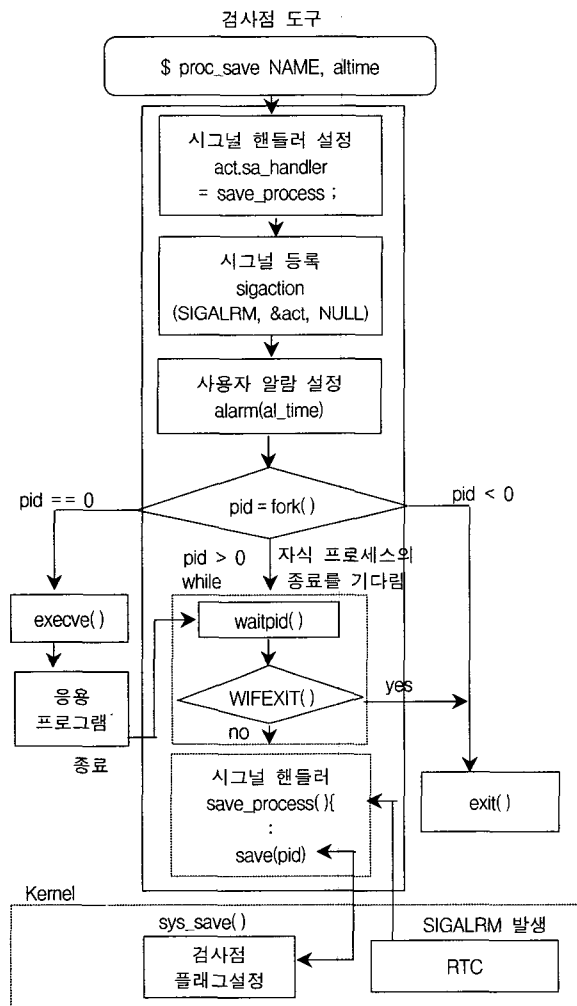 검사점 도구
$ proc_save NAME, altime
시그널 핸들러 설정
act.sa_handler
= save_process ;
시그널 등록
sigaction
(SIGALRM, &act, NULL)
사용자 알람 설정
alarm(al_time)
pid == 0
pid = fork( )
pid < 0
pid > 0
자식 프로세스의
while
종료를 기다림
execve( )
waitpid( )
응용
프로그램
WIFEXIT( )
yes
no
종료
시그널 핸들러
save_process( ){
:
save(pid)
exit( )
Kernel
sys_save( )
SIGALRM 발생
검사점
플래그설정
RTC